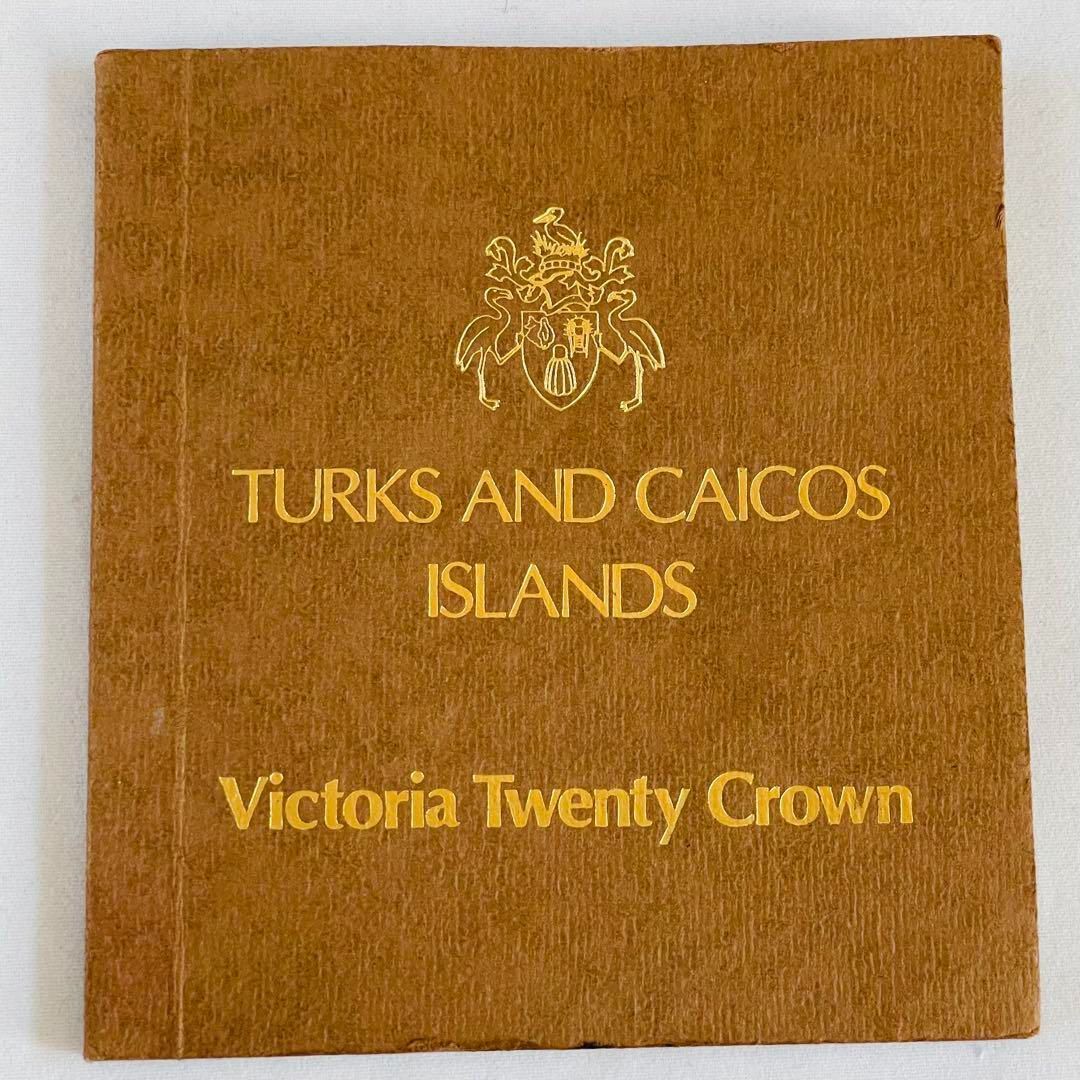 TURKS AND CAICOS
ISLANDS
Victoria Twenty Crown